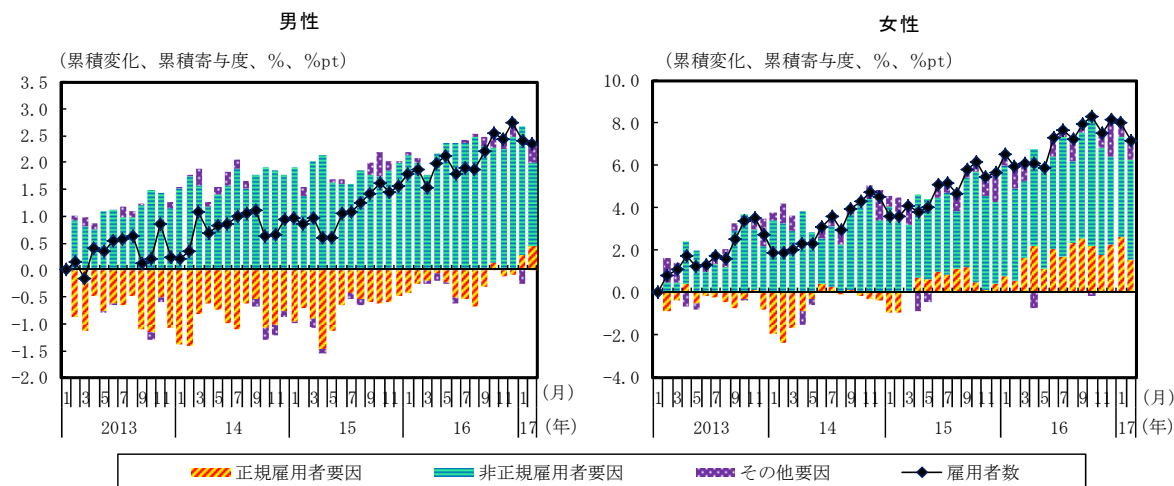 男性
(累積変化、累積寄与度、%、%pt)
3.5
3.0
2.5
2.0
1.5
1.0
0.5
0.0
−0.5
−1.0
−1.5
−2.0
1 3 5 7 9 11 1 3 5 7 9 11 1 3 5 7 9 11 1 3 5 7 9 11 1 (月)
2013 14 15 16 17 (年)
女性
(累積変化、累積寄与度、%、%pt)
10.0
8.0
6.0
4.0
2.0
0.0
−2.0
−4.0
1 3 5 7 9 11 1 3 5 7 9 11 1 3 5 7 9 11 1 3 5 7 9 11 1 (月)
2013 14 15 16 17 (年)
正規雇用者要因 非正規雇用者要因 その他要因 雇用者数